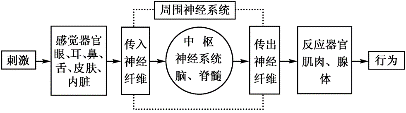 周围神经系统
刺激
感觉器官
眼、耳、鼻、
舌、皮肤、
内脏
传入
神经
纤维
中枢
神经系统
脑、脊髓
传出
神经
纤维
反应器官
肌肉、腺
体
行为